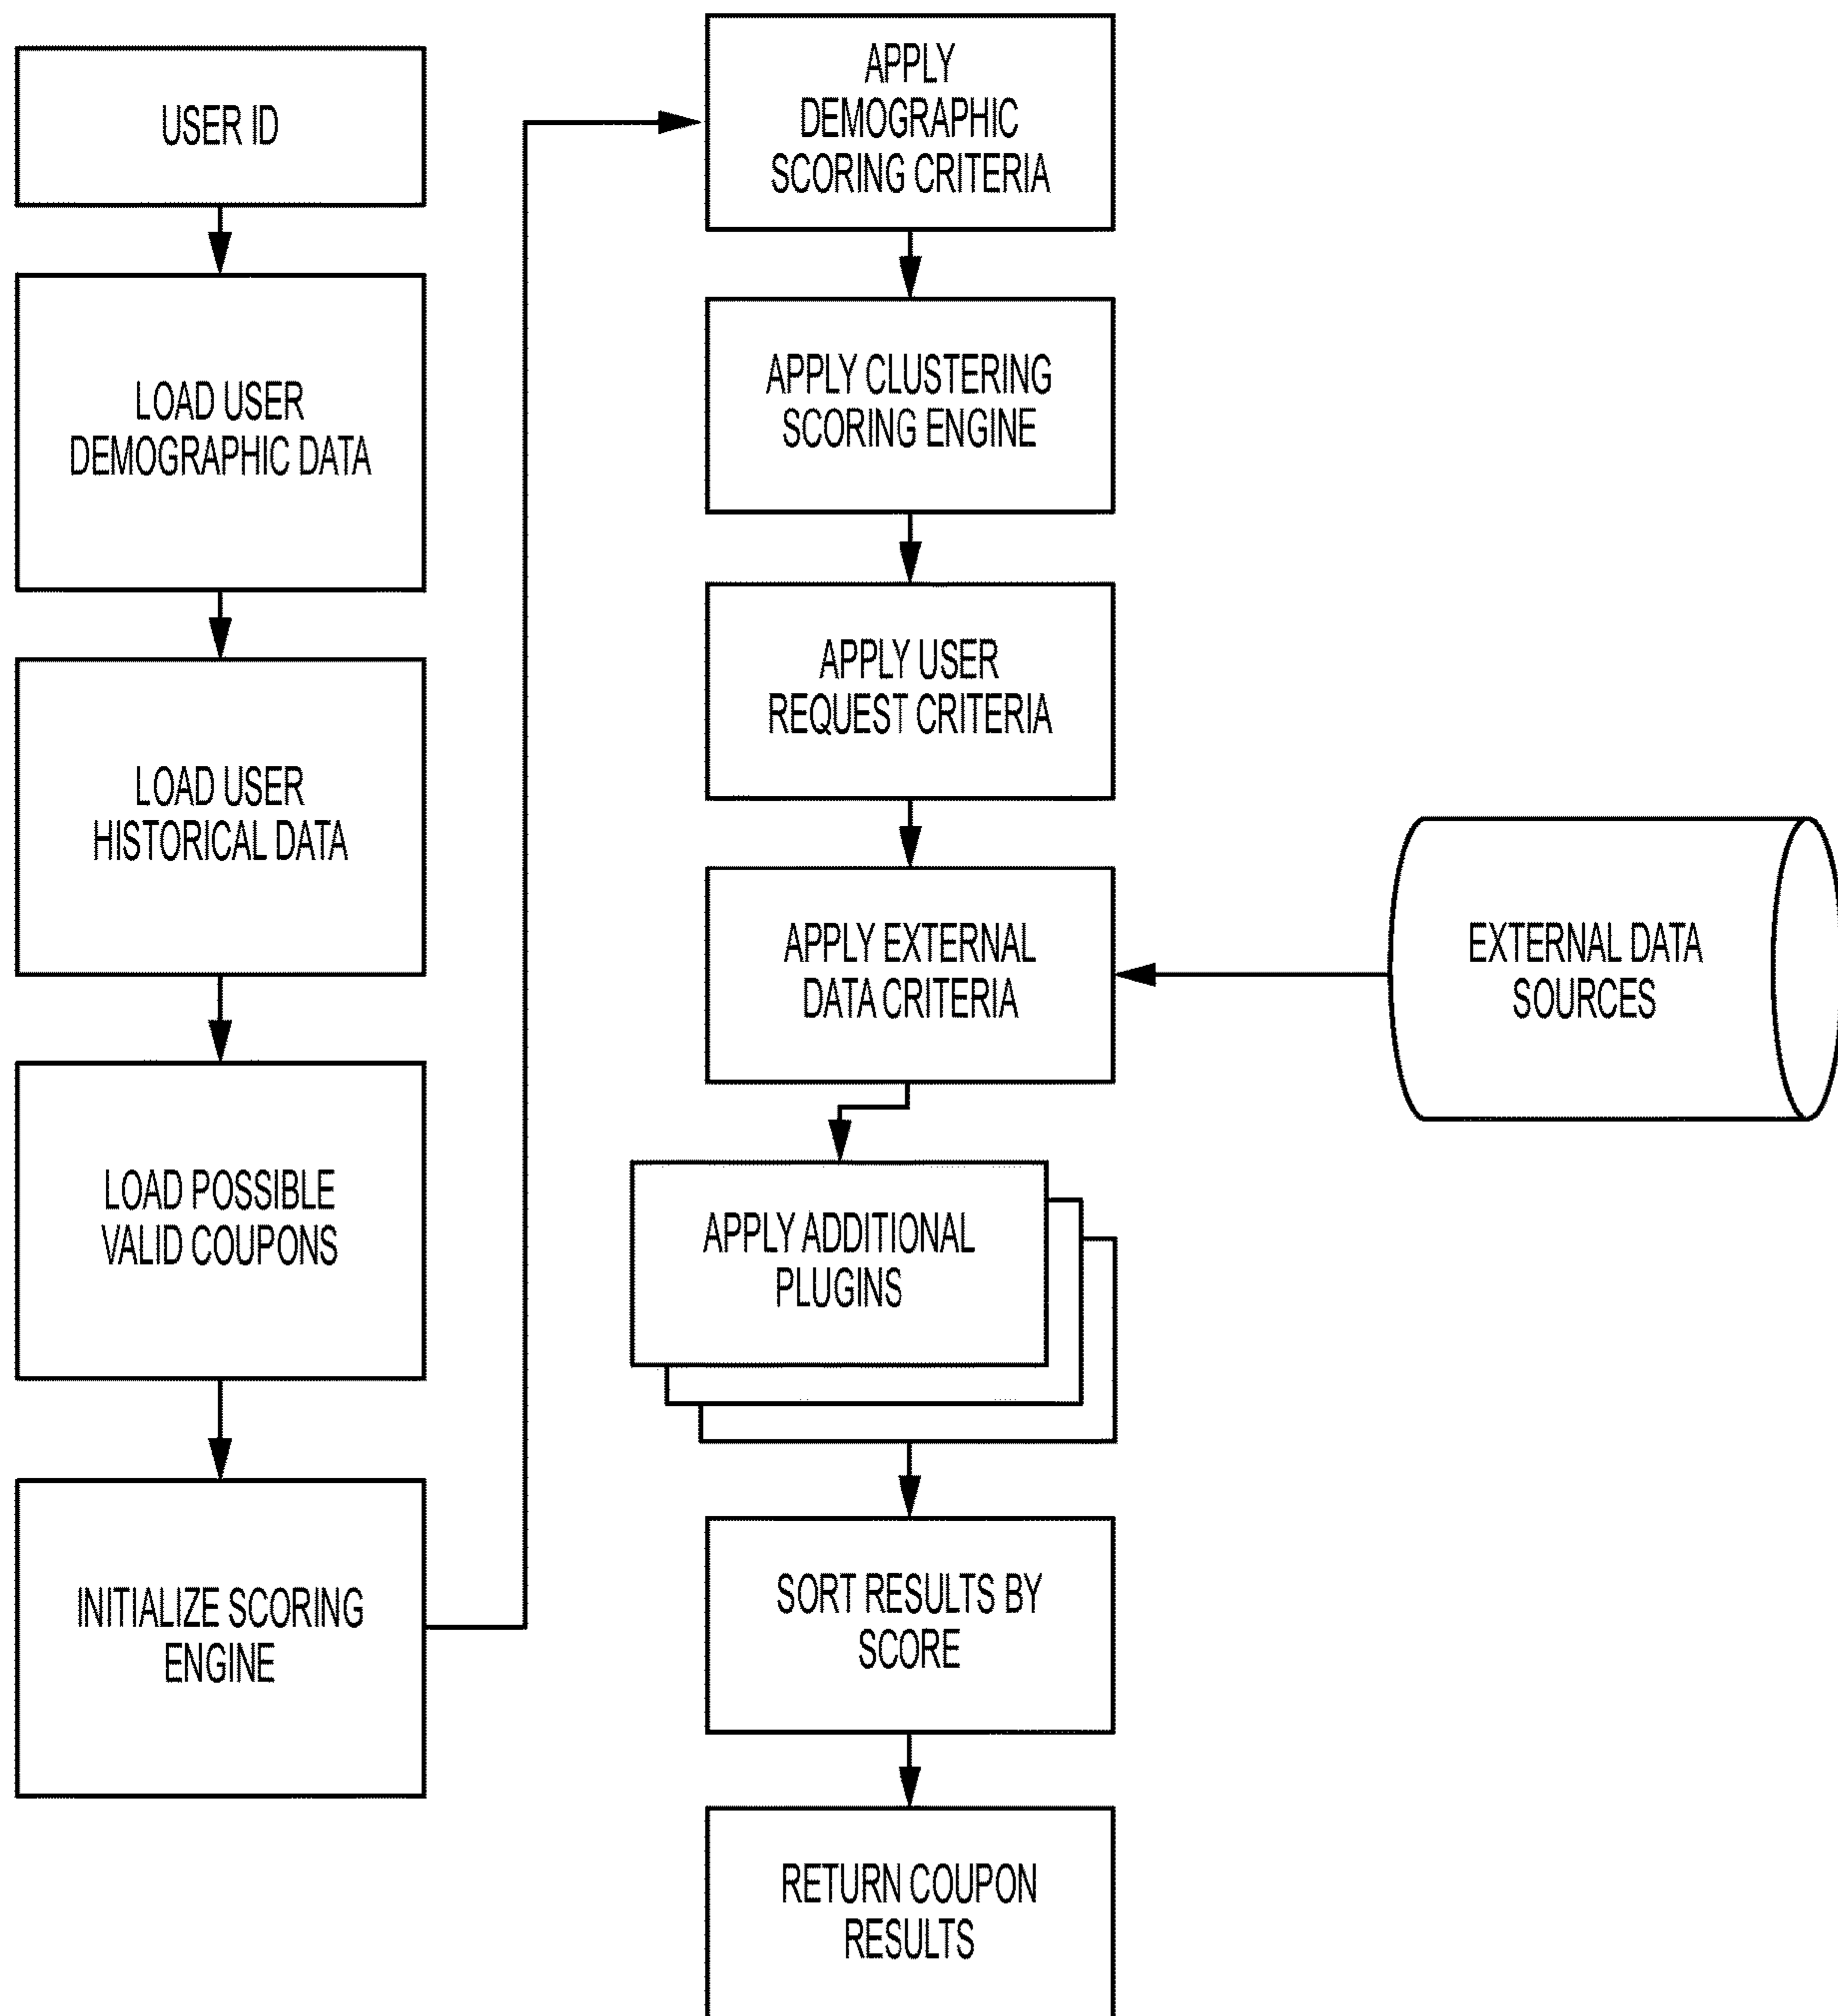 USER ID
LOAD USER
DEMOGRAPHIC DATA
LOAD USER
HISTORICAL DATA
LOAD POSSIBLE
VALID COUPONS
INITIALIZE SCORING
ENGINE
APPLY
DEMOGRAPHIC
SCORING CRITERIA
APPLY CLUSTERING
SCORING ENGINE
APPLY USER
REQUEST CRITERIA
APPLY EXTERNAL
DATA CRITERIA
EXTERNAL DATA
SOURCES
APPLY ADDITIONAL
PLUGINS
SORT RESULTS BY
SCORE
RETURN COUPON
RESULTS